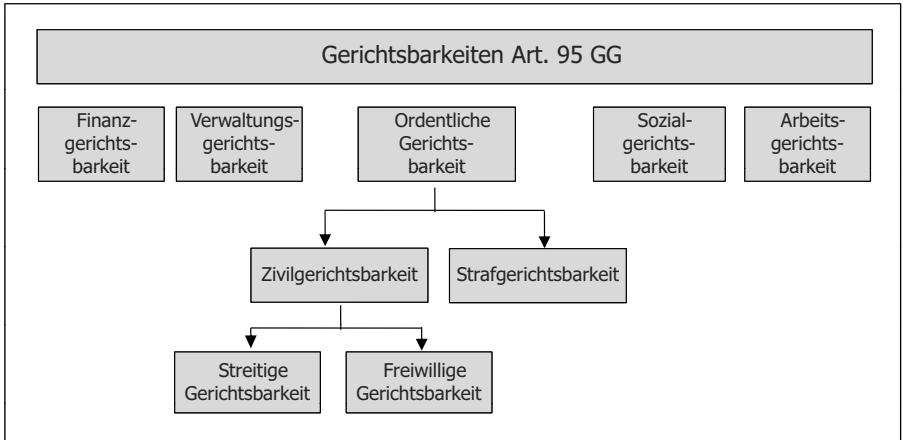 Gerichtsbarkeiten Art. 95 GG
Finanz-
gerichts-
barkeit
Verwaltungs-
gerichts-
barkeit
Ordentliche
Gerichts-
barkeit
Sozial-
gerichts-
barkeit
Arbeits-
gerichts-
barkeit
Zivilgerichtsbarkeit
Strafgerichtsbarkeit
Streitige
Gerichtsbarkeit
Freiwillige
Gerichtsbarkeit